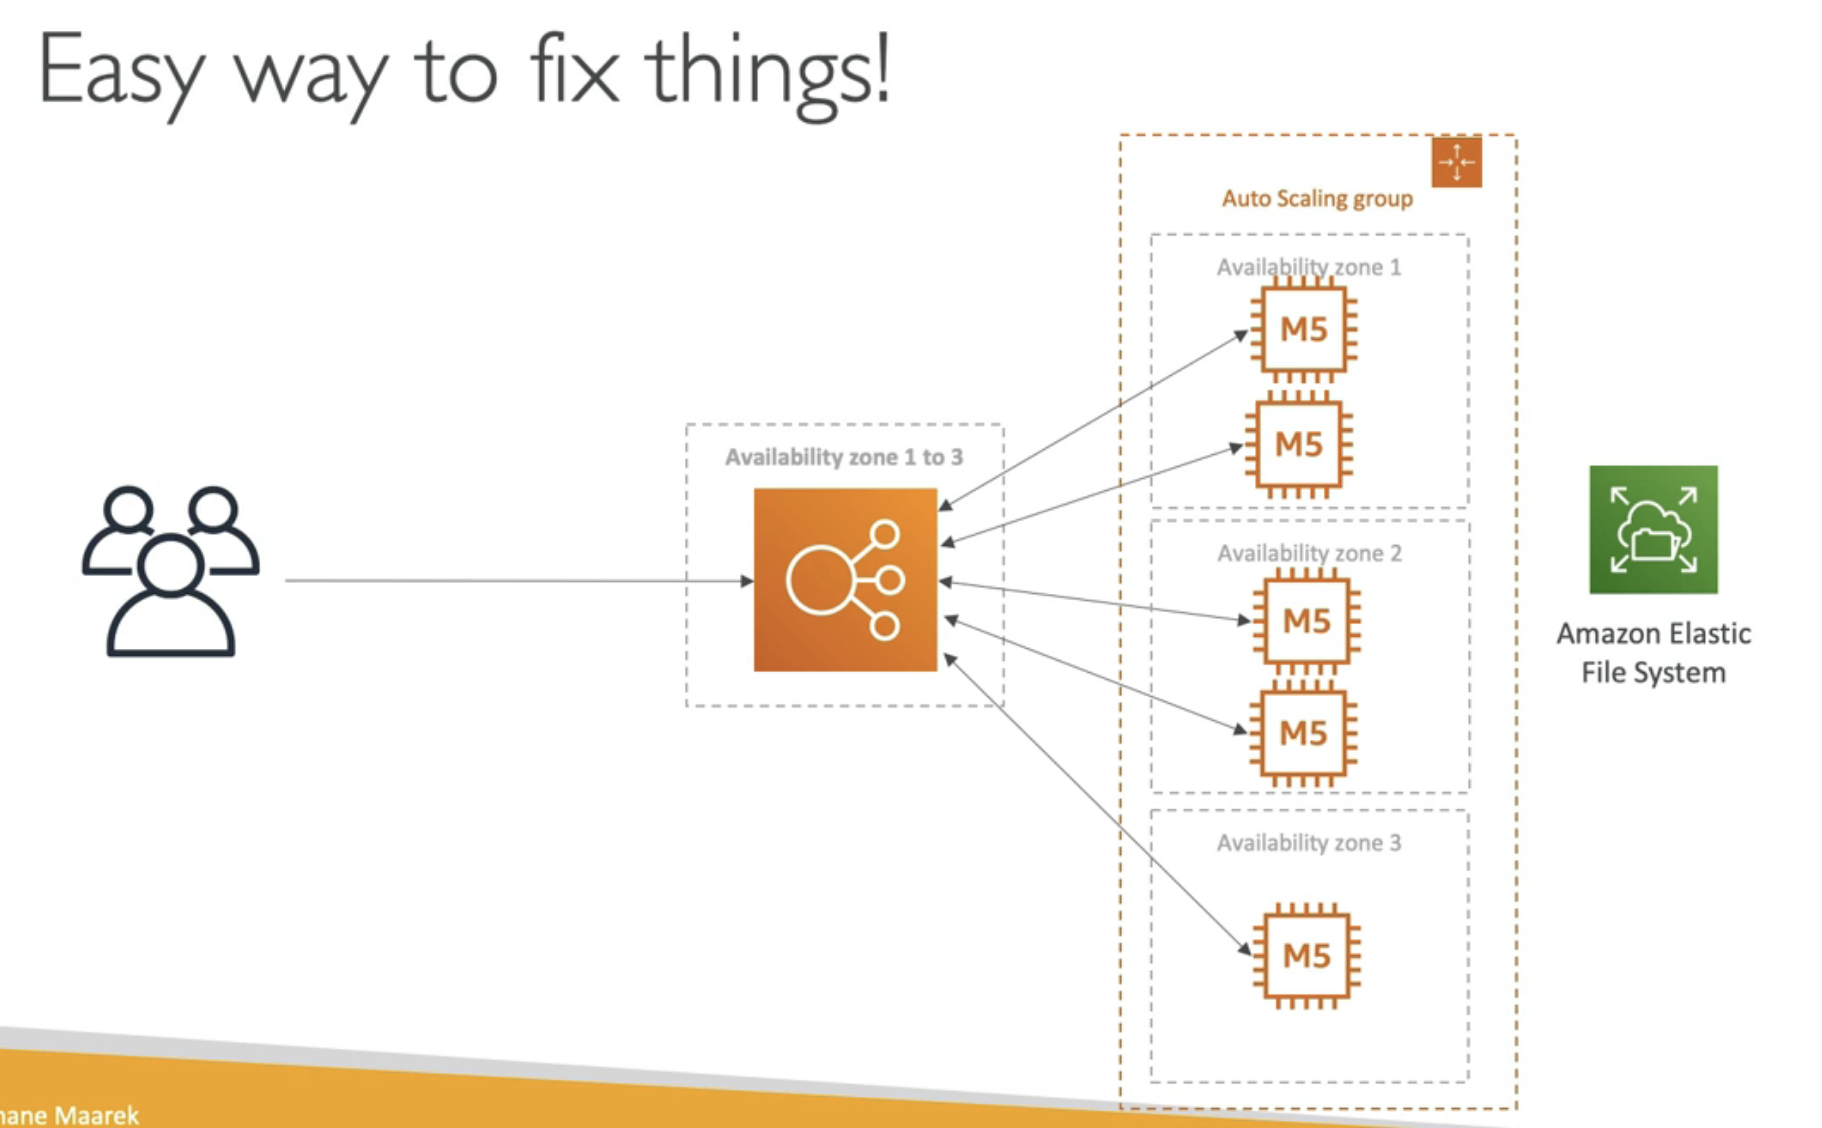 Easy way to fix things!
Auto Scaling group
Availability zone 1
M5
M5
Availability zone 1 to 3
Availability zone 2
M5
M5
Amazon Elastic
File System
Availability zone 3
M5
Maarek